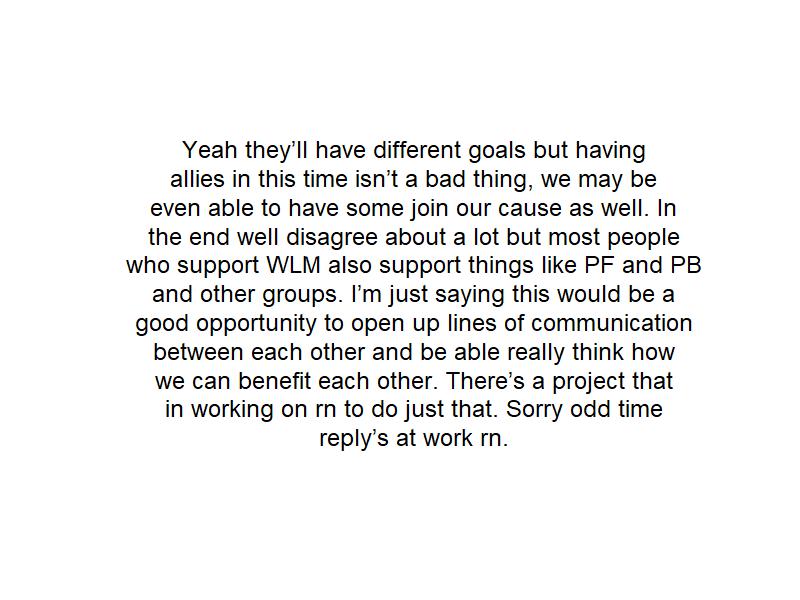 Yeah they’ll have different goals but having
allies in this time isn’t a bad thing, we may be
even able to have some join our cause as well. In
the end well disagree about a lot but most people
who support WLM also support things like PF and PB
and other groups. I’m just saying this would be a
good opportunity to open up lines of communication
between each other and be able really think how
we can benefit each other. There’s a project that
in working on rn to do just that. Sorry odd time
reply’s at work rn.